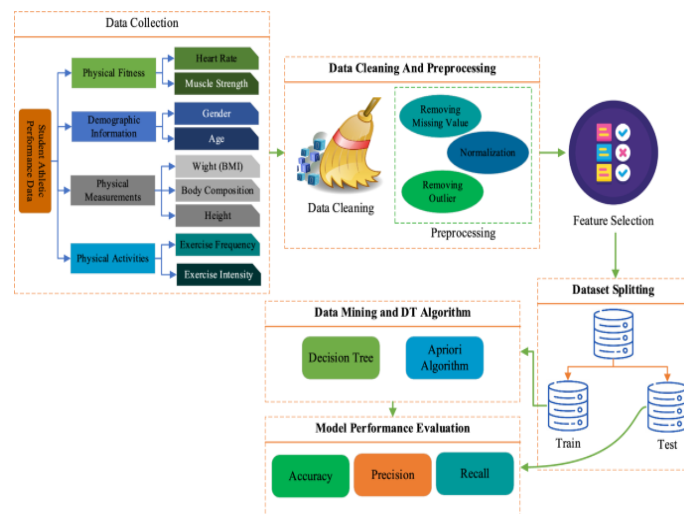 Data Collection
Student Athletic
Performance Data
Physical Fitness
Heart Rate
Muscle Strength
Demographic
Information
Gender
Age
Physical
Measurements
Wight (BMI)
Body Composition
Height
Physical Activities
Exercise Frequency
Exercise Intensity
Data Cleaning And Preprocessing
Data Cleaning
Removing
Missing Value
Normalization
Removing
Outlier
Preprocessing
Feature Selection
Dataset Splitting
Train
Test
Data Mining and DT Algorithm
Decision Tree
Apriori
Algorithm
Model Performance Evaluation
Accuracy
Precision
Recall